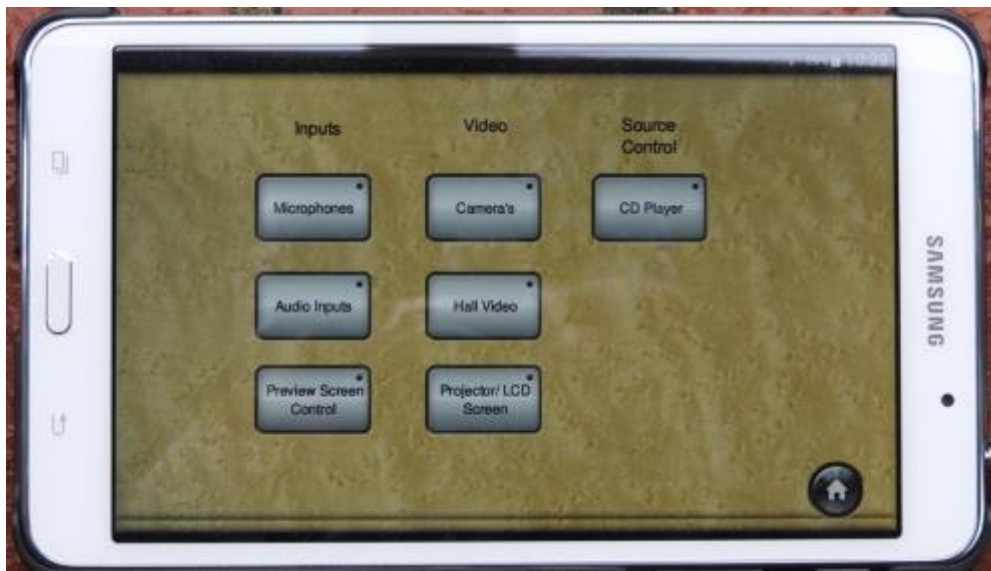 Inputs
Video
Source
Control
Microphones
Camera's
CD Player
Audio Inputs
Hall Video
Preview Screen
Control
Projector/ LCD
Screen
SAMSUNG